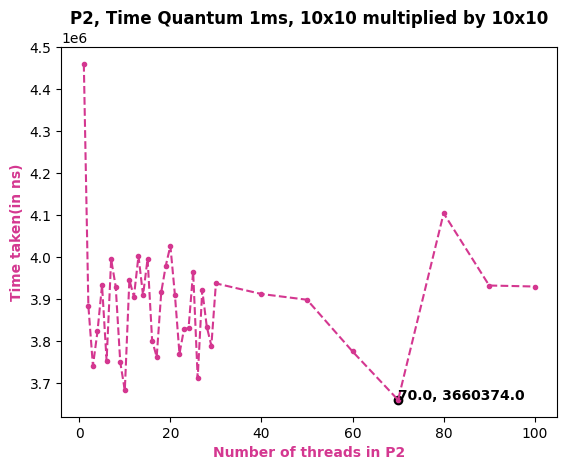 P2, Time Quantum 1ms, 10x10 multiplied by 10x10
1e6
4.5
4.4
4.3
4.2
4.1
4.0
3.9
3.8
3.7
Time taken(in ns)
70.0, 3660374.0
0 20 40 60 80 100
Number of threads in P2